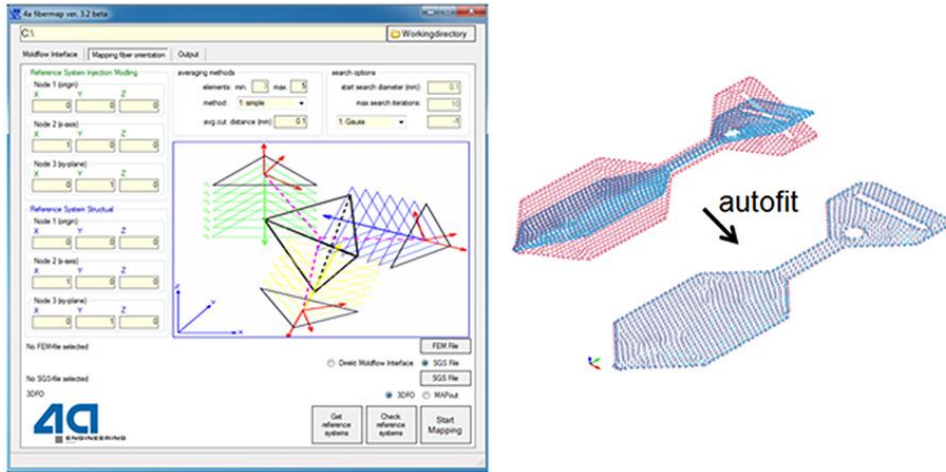 4a fibermap ver. 3.2 beta
C:\
Workingdirectory
Moldflow Interface
Mapping fiber orientation
Output
Reference System Injection Modling
Node 1 (origin)
X Y Z
0 0 0
Node 2 (x-axis)
X Y Z
1 0 0
Node 3 (xy-plane)
X Y Z
0 1 0
Reference System Structual
Node 1 (origin)
X Y Z
0 0 0
Node 2 (x-axis)
X Y Z
1 0 0
Node 3 (xy-plane)
X Y Z
0 1 0
averaging methods
elements: min. 3 max. 5
method: 1: simple
avg.cut. distance (mm) 0.1
search options
start search diameter (mm) 0.1
max search iterations 10
1: Gauss -1
z
y
x
autofit
No FEM-file selected
FEM File
Direkt Moldflow Interface
SGS File
No SGS-file selected
SGS File
3DFO
3DFO
MAPout
4a
ENGINEERING
Get reference systems
Check reference systems
Start Mapping